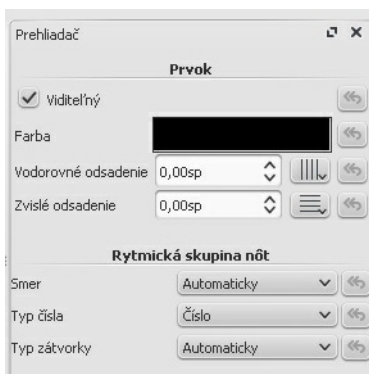 Prehliadač
Prvok
Viditeľný
Farba
Vodorovné odsadenie 0,00sp
Zvislé odsadenie 0,00sp
Rytmická skupina nôt
Smer Automaticky
Typ čísla Číslo
Typ zátvorky Automaticky